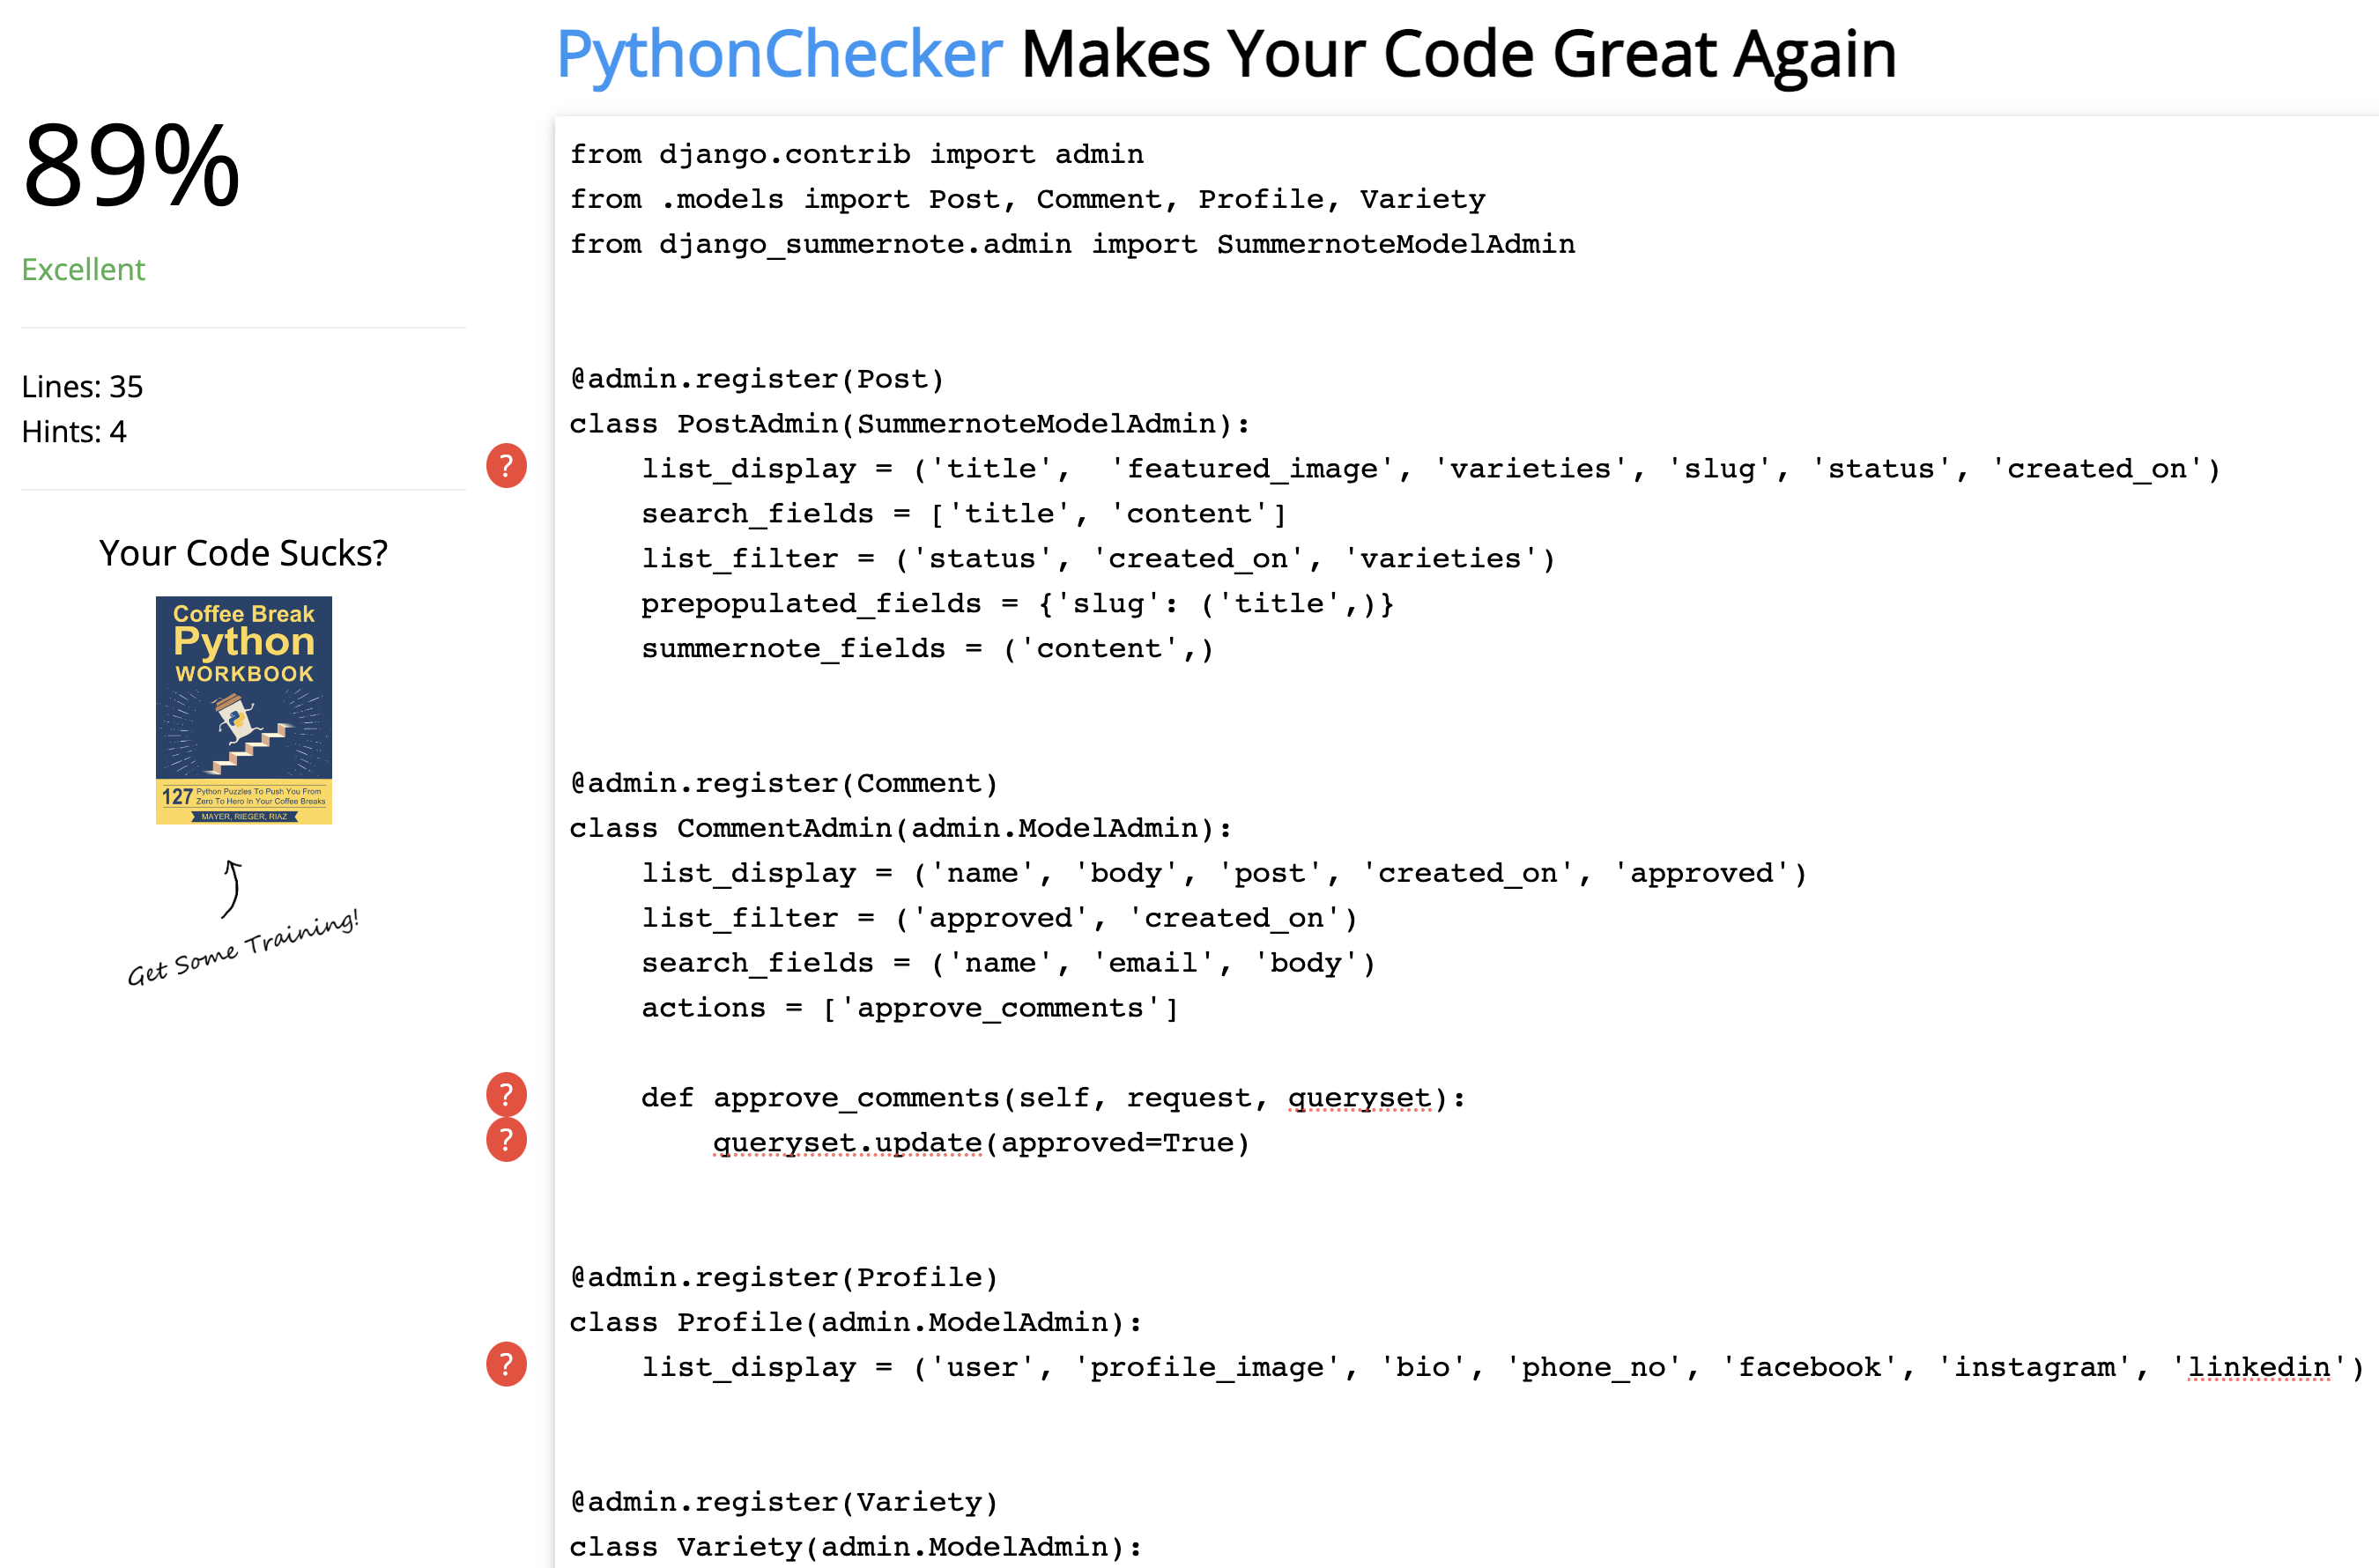 PythonChecker Makes Your Code Great Again
89%
Excellent
Lines: 35
Hints: 4
Your Code Sucks?
Coffee Break
Python
WORKBOOK
127 Python Puzzles To Push You From
Zero To Hero In Your Coffee Breaks
MAYER, RIEGER, RIAZ
Get Some Training!
from django.contrib import admin
from .models import Post, Comment, Profile, Variety
from django_summernote.admin import SummernoteModelAdmin
@admin.register(Post)
class PostAdmin(SummernoteModelAdmin):
?
    list_display = ('title',  'featured_image', 'varieties', 'slug', 'status', 'created_on')
    search_fields = ['title', 'content']
    list_filter = ('status', 'created_on', 'varieties')
    prepopulated_fields = {'slug': ('title',)}
    summernote_fields = ('content',)
@admin.register(Comment)
class CommentAdmin(admin.ModelAdmin):
    list_display = ('name', 'body', 'post', 'created_on', 'approved')
    list_filter = ('approved', 'created_on')
    search_fields = ('name', 'email', 'body')
    actions = ['approve_comments']
?
    def approve_comments(self, request, queryset):
?
        queryset.update(approved=True)
@admin.register(Profile)
class Profile(admin.ModelAdmin):
?
    list_display = ('user', 'profile_image', 'bio', 'phone_no', 'facebook', 'instagram', 'linkedin')
@admin.register(Variety)
class Variety(admin.ModelAdmin):